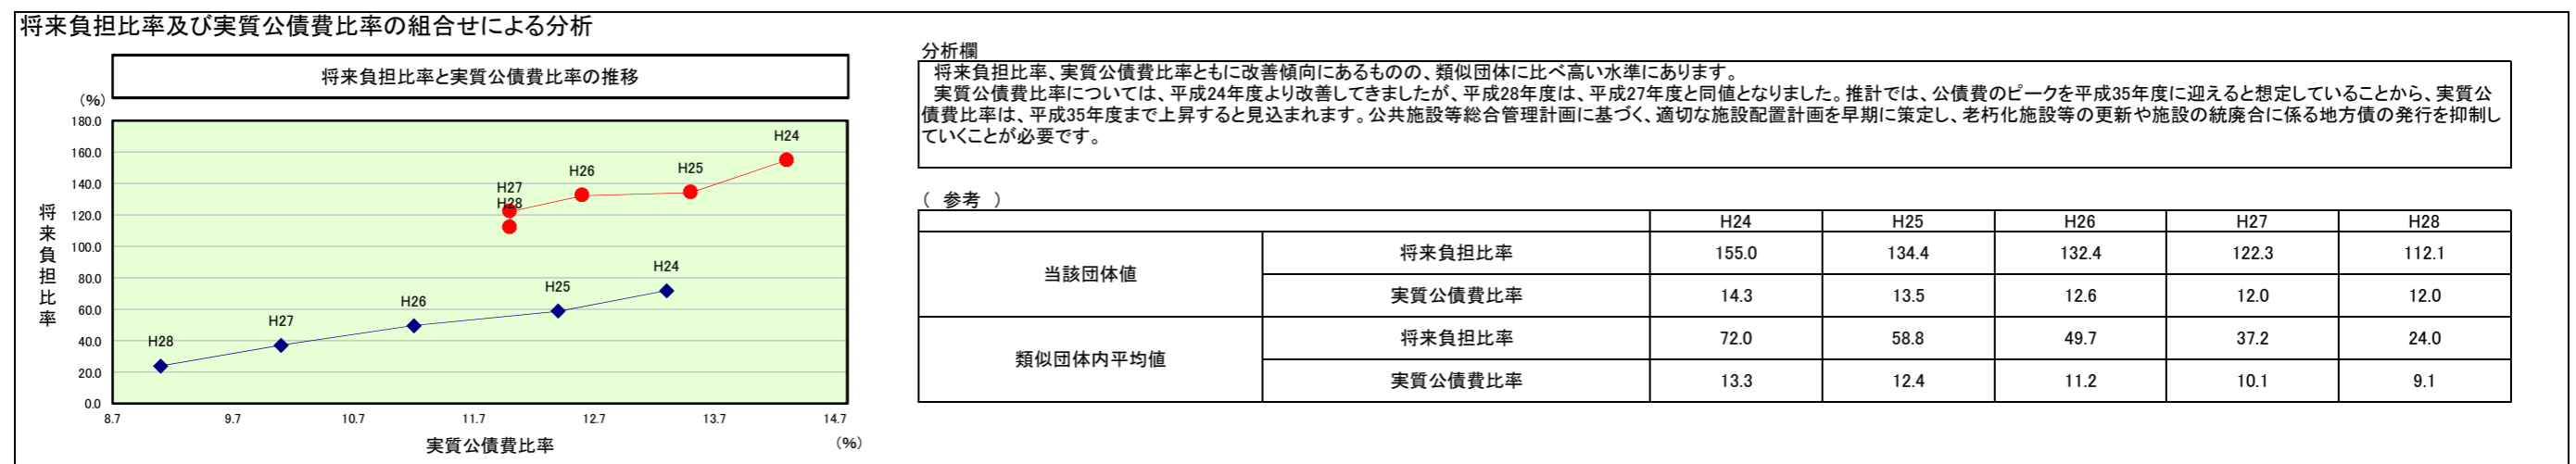 将来負担比率及び実質公債費比率の組合せによる分析
将来負担比率と実質公債費比率の推移
(%)
180.0
160.0
140.0
120.0
100.0
80.0
60.0
40.0
20.0
0.0
将来負担比率
H24
H25
H26
H27
H28
H24
H25
H26
H27
H28
8.7 9.7 10.7 11.7 12.7 13.7 14.7
実質公債費比率
(%)
分析欄
将来負担比率、実質公債費比率ともに改善傾向にあるものの、類似団体に比べ高い水準にあります。
実質公債費比率については、平成24年度より改善してきましたが、平成28年度は、平成27年度と同値となりました。推計では、公債費のピークを平成35年度に迎えると想定していることから、実質公
債費比率は、平成35年度まで上昇すると見込まれます。公共施設等総合管理計画に基づく、適切な施設配置計画を早期に策定し、老朽化施設等の更新や施設の統廃合に係る地方債の発行を抑制し
ていくことが必要です。
( 参考 )
H24 H25 H26 H27 H28
当該団体値
将来負担比率 155.0 134.4 132.4 122.3 112.1
実質公債費比率 14.3 13.5 12.6 12.0 12.0
類似団体内平均値
将来負担比率 72.0 58.8 49.7 37.2 24.0
実質公債費比率 13.3 12.4 11.2 10.1 9.1